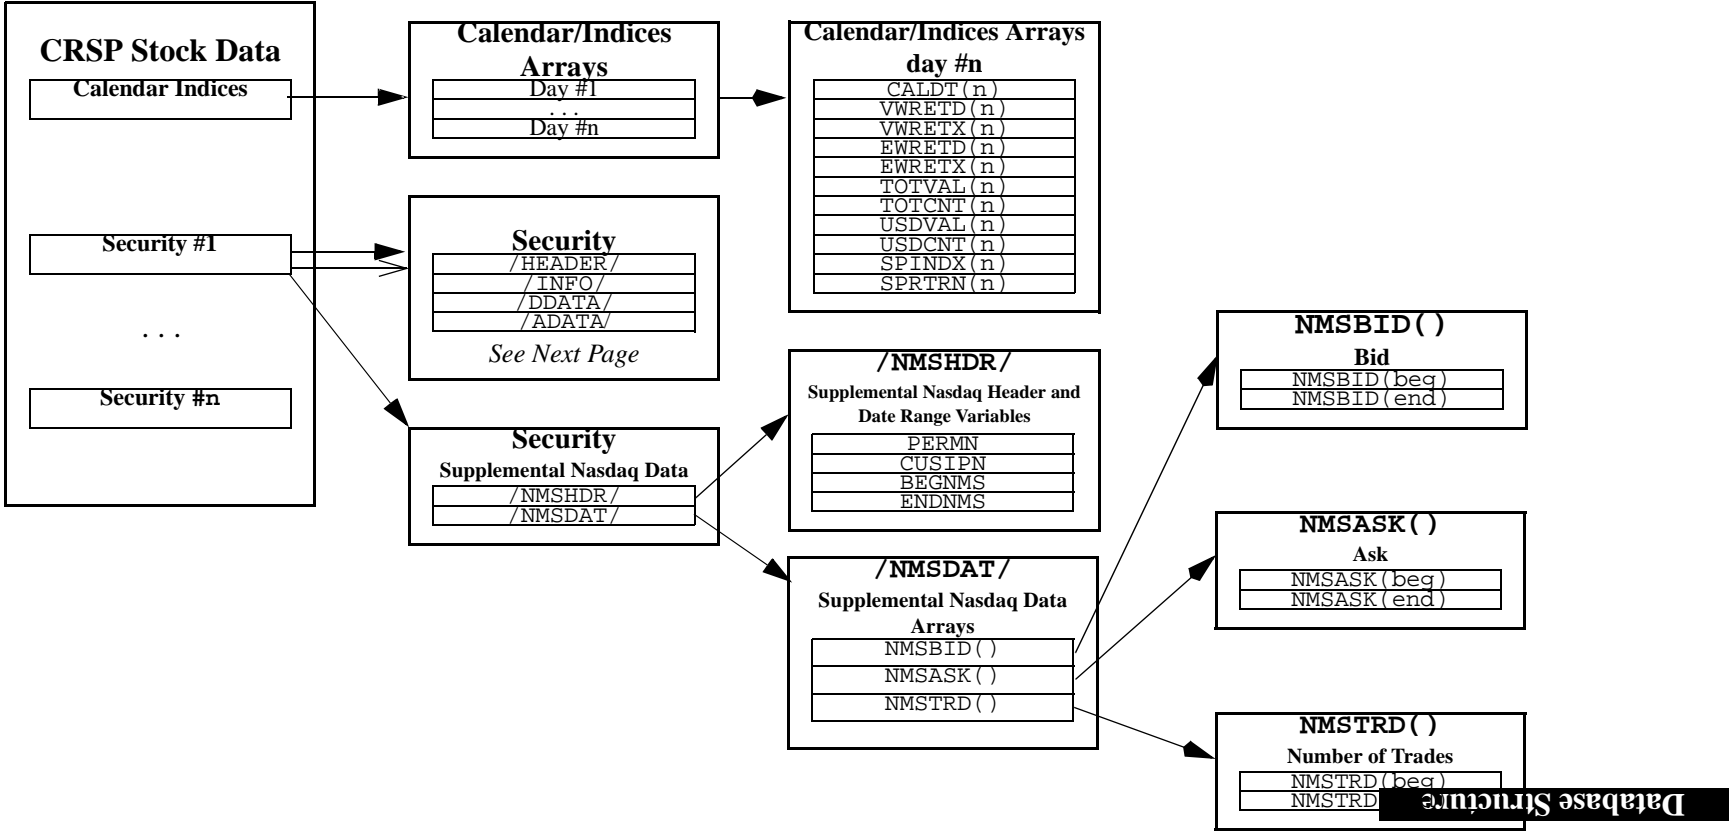 CRSP Stock Data
Calendar Indices
Security #1
. . .
Security #n
Calendar/Indices
Arrays
Day #1
. . .
Day #n
Calendar/Indices Arrays
day #n
CALDT(n)
VWRETD(n)
VWRETX(n)
EWRETD(n)
EWRETX(n)
TOTVAL(n)
TOTCNT(n)
USDVAL(n)
USDCNT(n)
SPINDX(n)
SPRTRN(n)
Security
/HEADER/
/INFO/
/DDATA/
/ADATA/
See Next Page
Security
Supplemental Nasdaq Data
/NMSHDR/
/NMSDAT/
/NMSHDR/
Supplemental Nasdaq Header and
Date Range Variables
PERMN
CUSIPN
BEGNMS
ENDNMS
/NMSDAT/
Supplemental Nasdaq Data
Arrays
NMSBID()
NMSASK()
NMSTRD()
NMSBID()
Bid
NMSBID(beg)
NMSBID(end)
NMSASK()
Ask
NMSASK(beg)
NMSASK(end)
NMSTRD()
Number of Trades
NMSTRD(beg)
NMSTRD
Database Structure